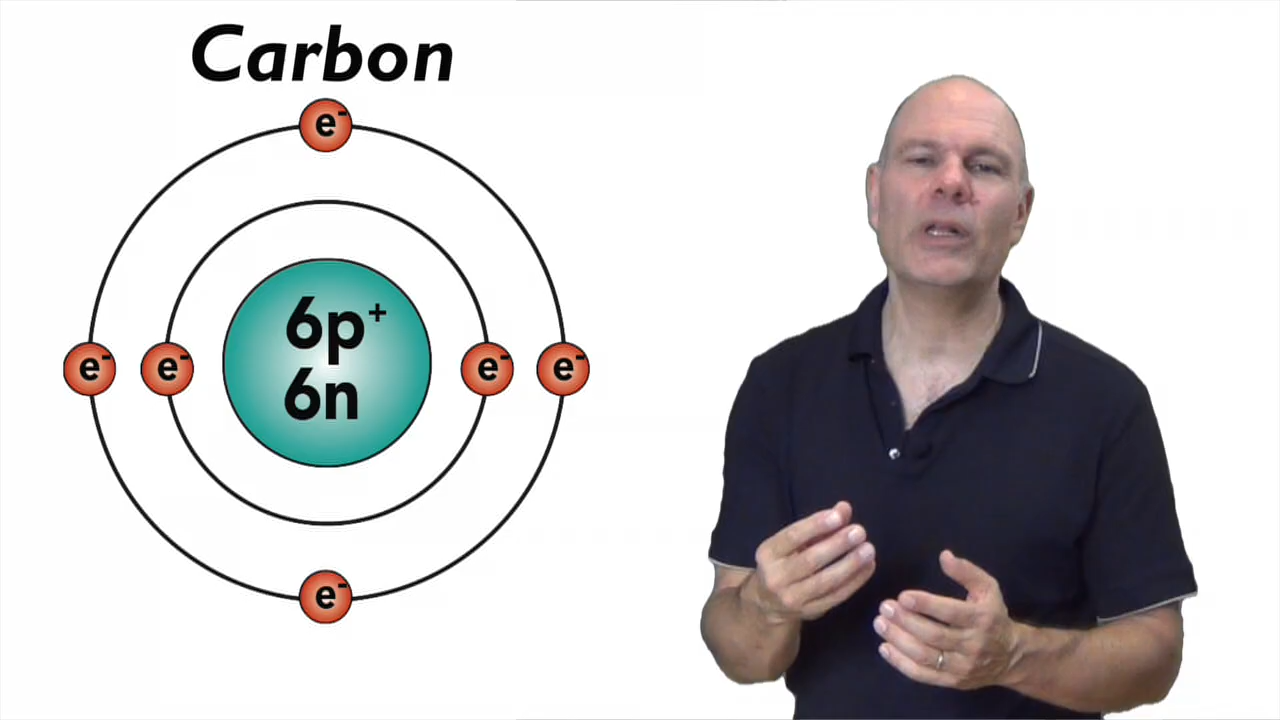 Carbon
e⁻
e⁻ e⁻ 6p⁺ e⁻ e⁻
6n
e⁻